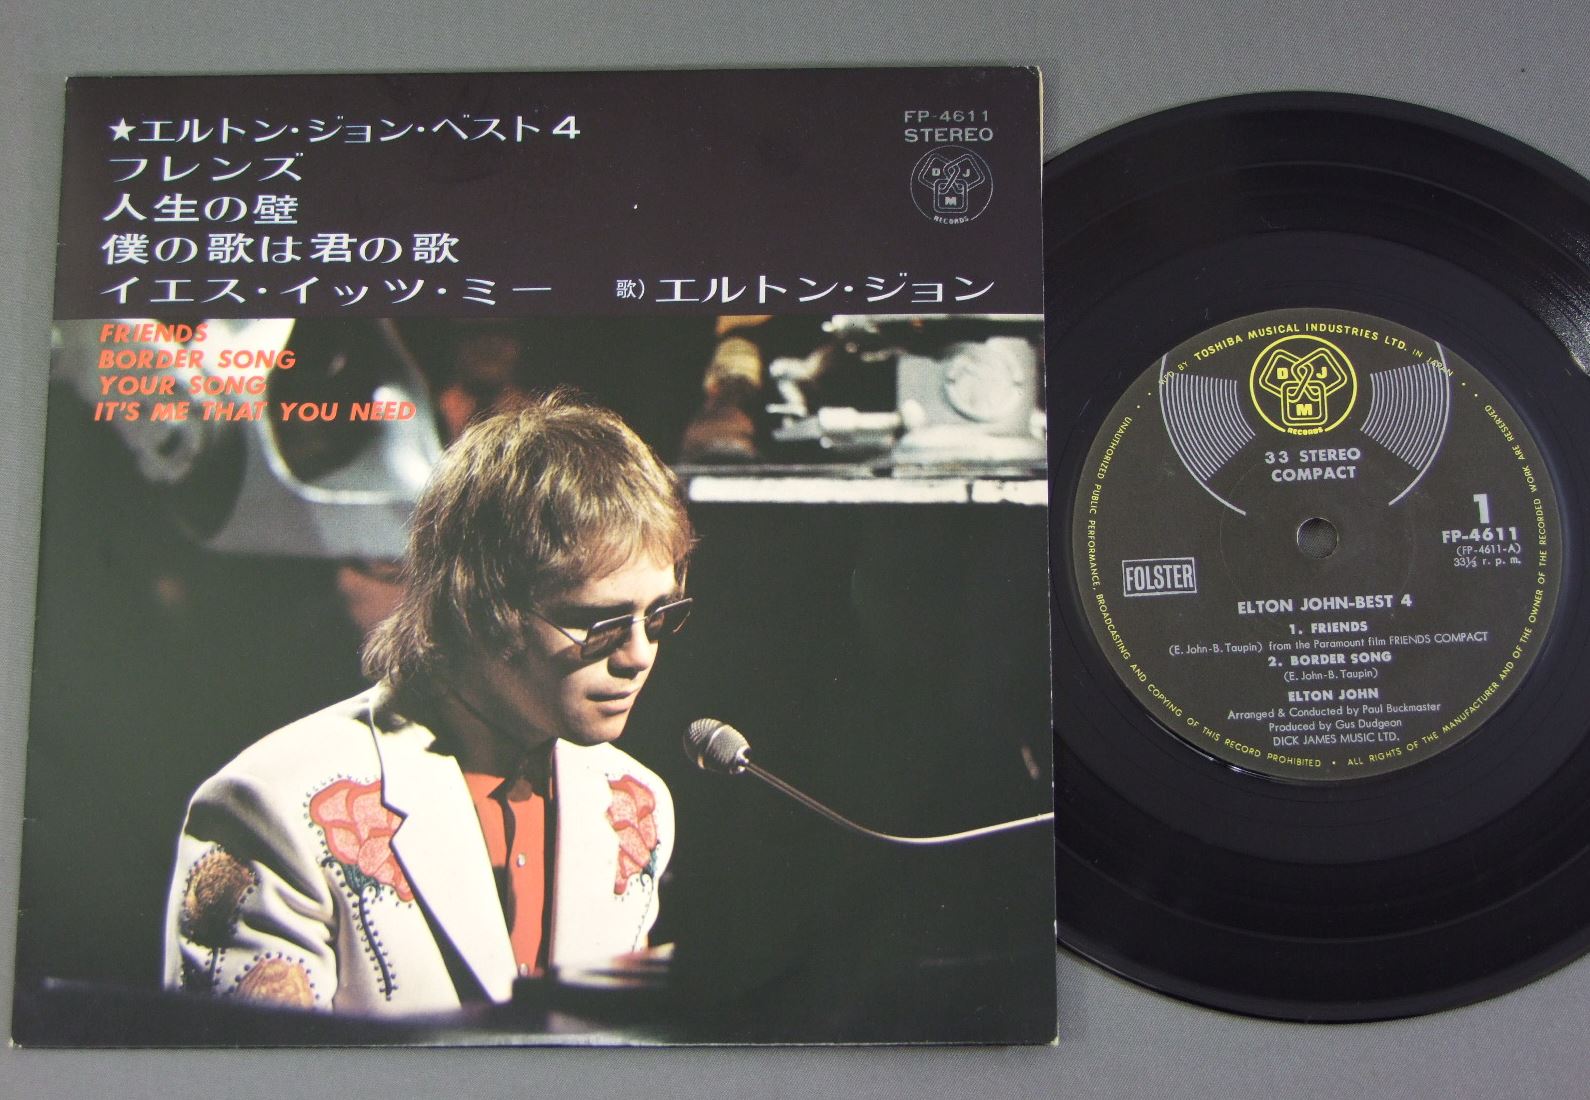 ★エルトン・ジョン・ベスト4
フレンズ
人生の壁
僕の歌は君の歌
イエス・イッツ・ミー
歌)エルトン・ジョン
FP-4611
STEREO
D J
M
RECORDS
FRIENDS
BORDER SONG
YOUR SONG
IT'S ME THAT YOU NEED
MFD BY TOSHIBA MUSICAL INDUSTRIES LTD. IN JAPAN • ALL RIGHTS OF THE MANUFACTURER AND OF THE OWNER OF THE RECORDED WORK ARE RESERVED • UNAUTHORIZED PUBLIC PERFORMANCE, BROADCASTING AND COPYING OF THIS RECORD PROHIBITED •
D J
M
RECORDS
33 STEREO
COMPACT
1
FP-4611
(FP-4611-A)
33⅓ r. p. m.
FOLSTER
ELTON JOHN-BEST 4
1. FRIENDS
(E. John-B. Taupin) from the Paramount film FRIENDS COMPACT
2. BORDER SONG
(E. John-B. Taupin)
ELTON JOHN
Arranged & Conducted by Paul Buckmaster
Produced by Gus Dudgeon
DICK JAMES MUSIC LTD.